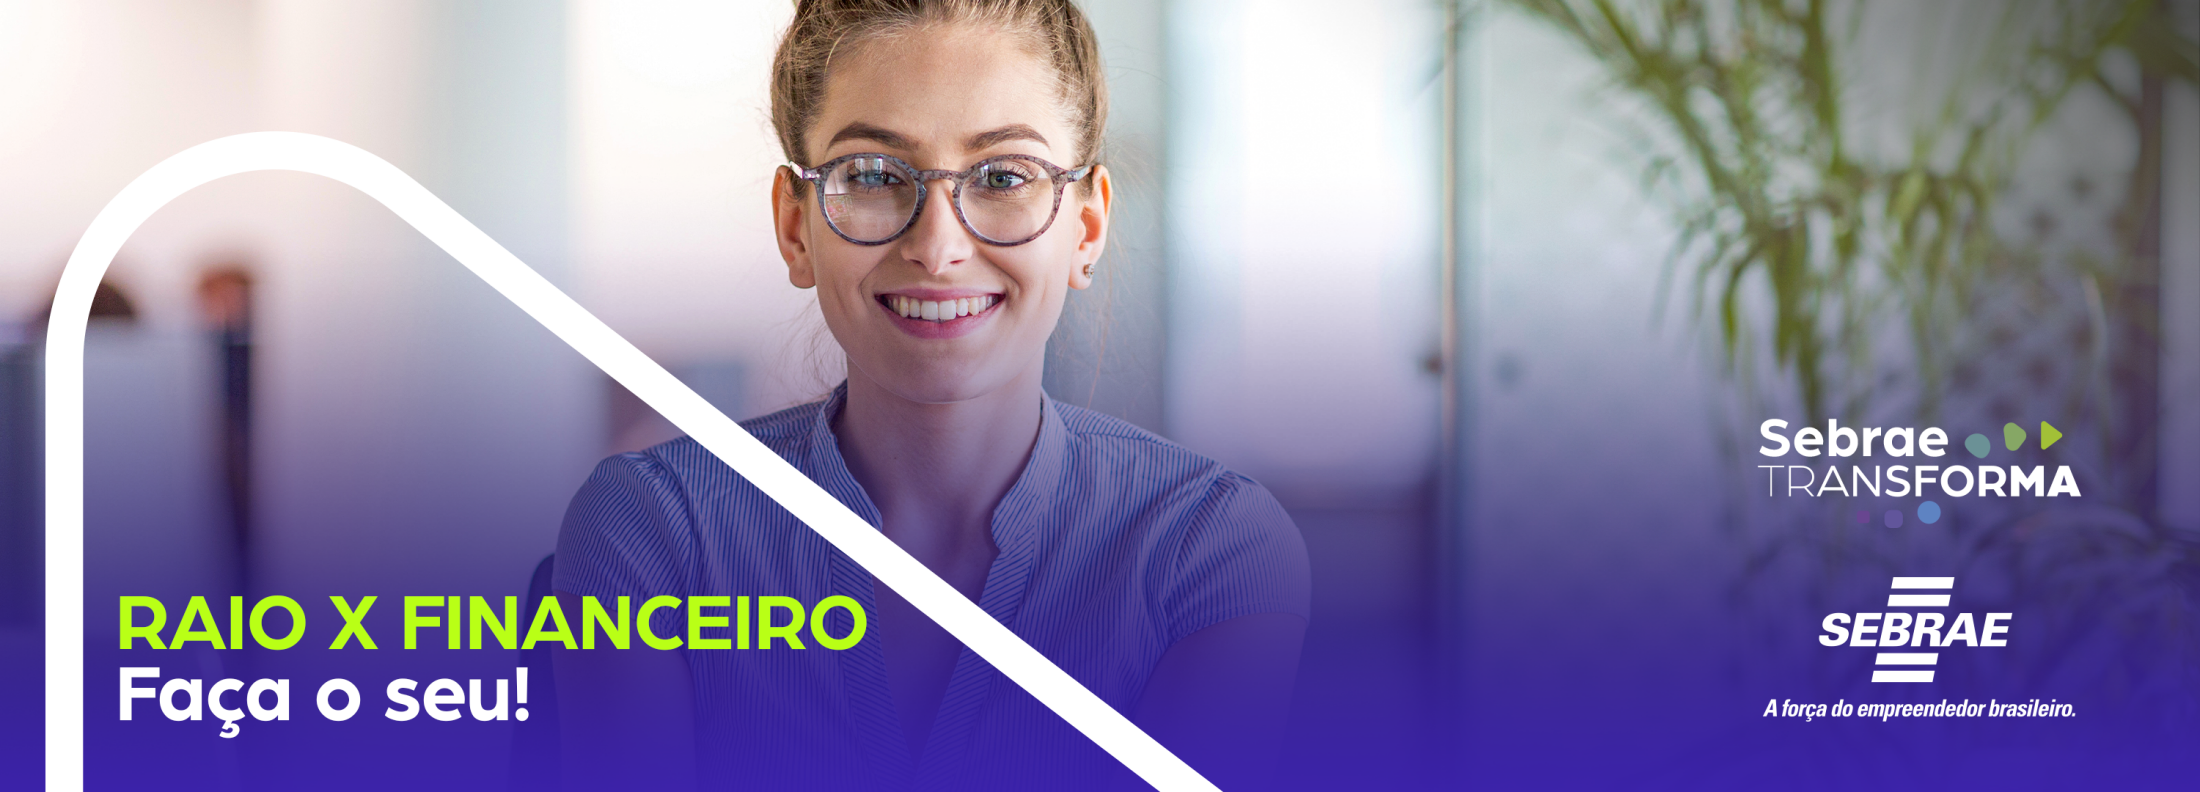 RAIO X FINANCEIRO
Faça o seu!
Sebrae
TRANSFORMA
SEBRAE
A força do empreendedor brasileiro.